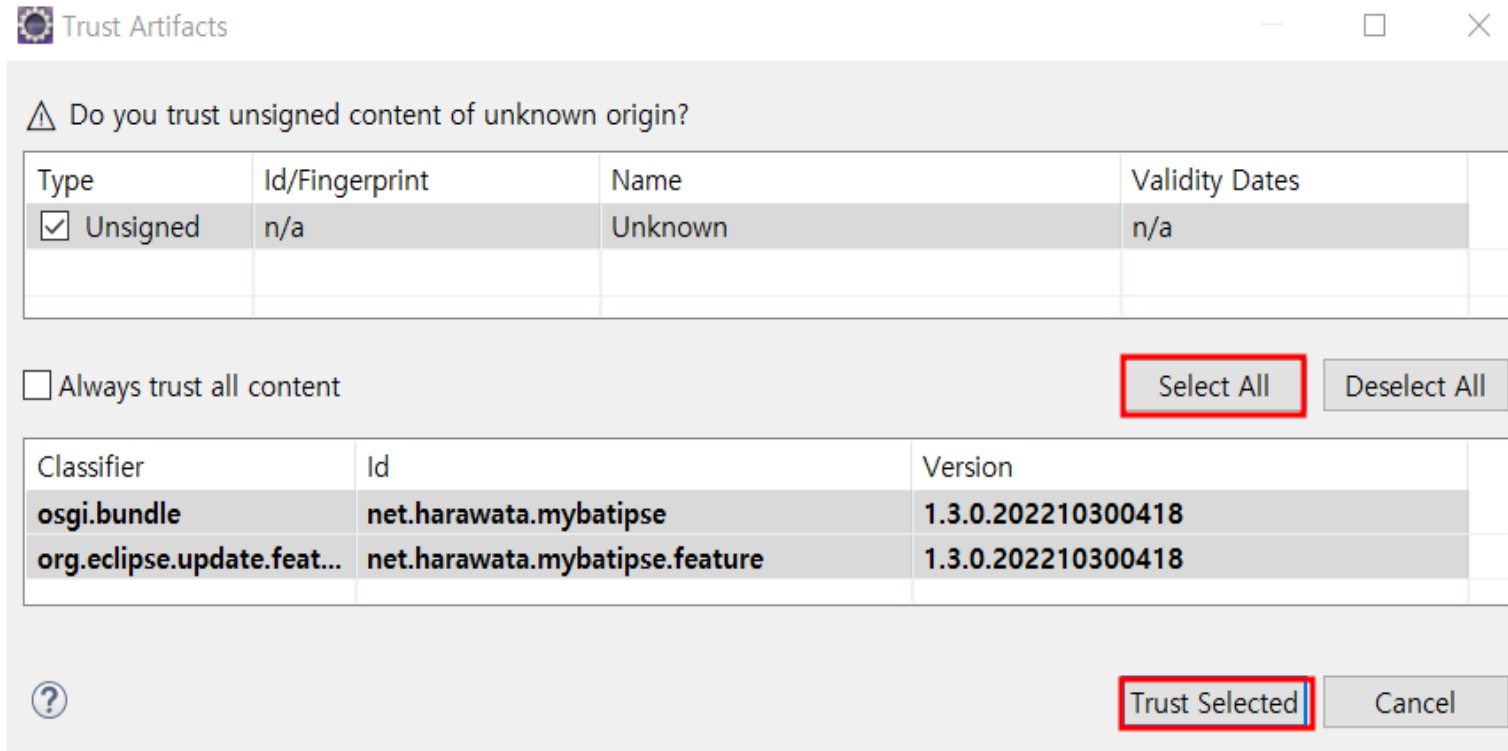 Trust Artifacts
Do you trust unsigned content of unknown origin?
Type Id/Fingerprint Name Validity Dates
Unsigned n/a Unknown n/a
Always trust all content Select All Deselect All
Classifier Id Version
osgi.bundle net.harawata.mybatipse 1.3.0.202210300418
org.eclipse.update.feat... net.harawata.mybatipse.feature 1.3.0.202210300418
? Trust Selected Cancel